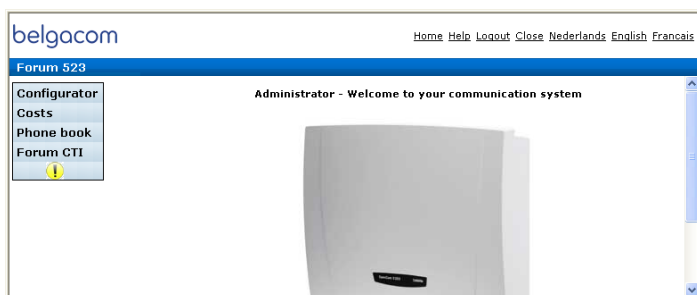 belgacom
Home Help Logout Close Nederlands English Francais
Forum 523
Configurator
Costs
Phone book
Forum CTI
Administrator - Welcome to your communication system